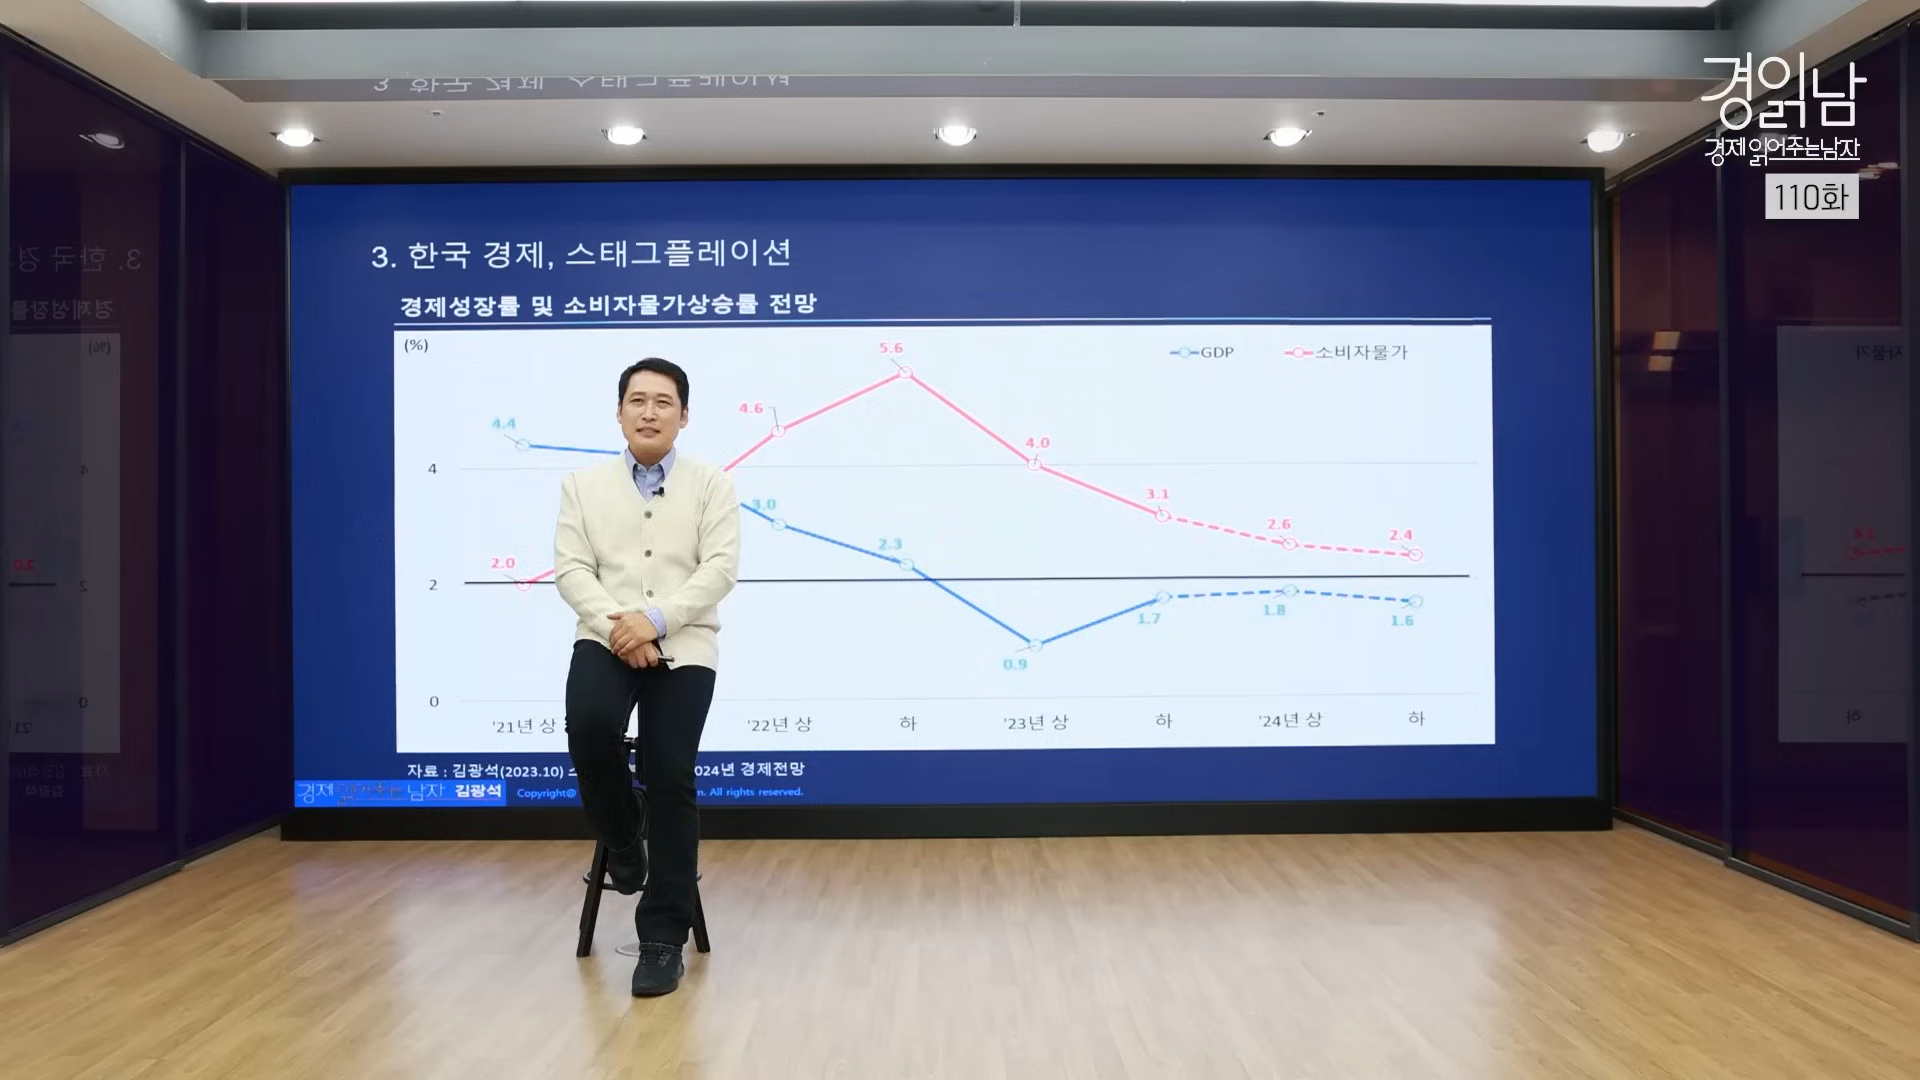 경읽남
경제 읽어주는남자
110화
3. 한국 경제, 스태그플레이션
경제성장률 및 소비자물가상승률 전망
(%)
GDP 소비자물가
5.6
4.6
4.4
4.0
4
3.1
3.0
2.6
2.4
2.3
2.0
2
1.7
1.8
1.6
0.9
0
'21년 상 '22년 상 하 '23년 상 하 '24년 상 하
자료 : 김광석(2023.10) 024년 경제전망
경제 읽어주는 남자 김광석 Copyright@ m. All rights reserved.